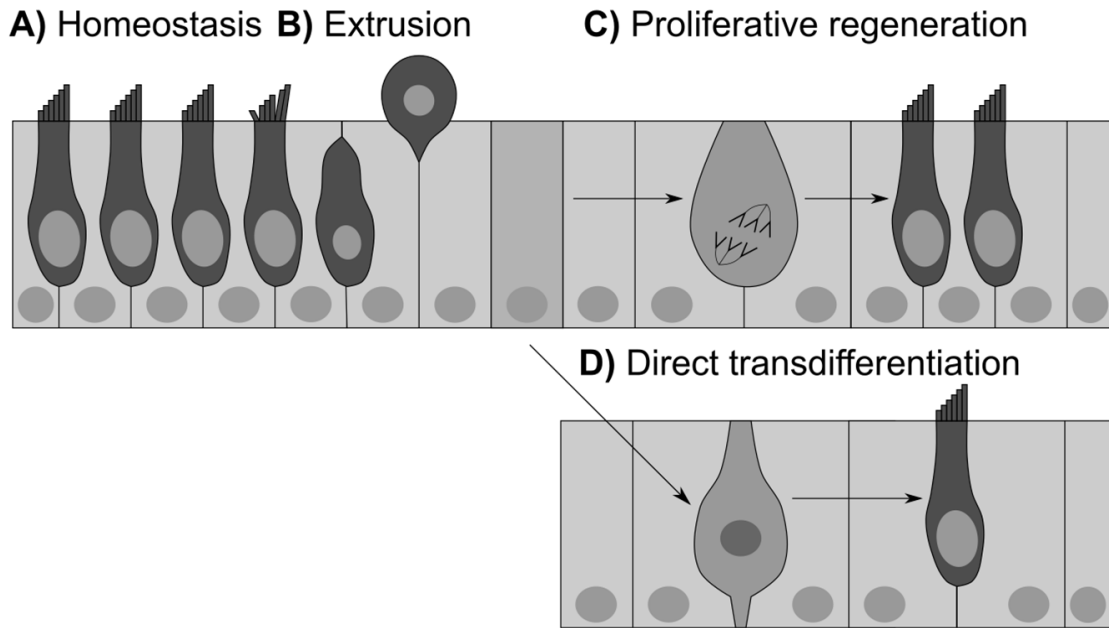 A) Homeostasis B) Extrusion C) Proliferative regeneration
D) Direct transdifferentiation